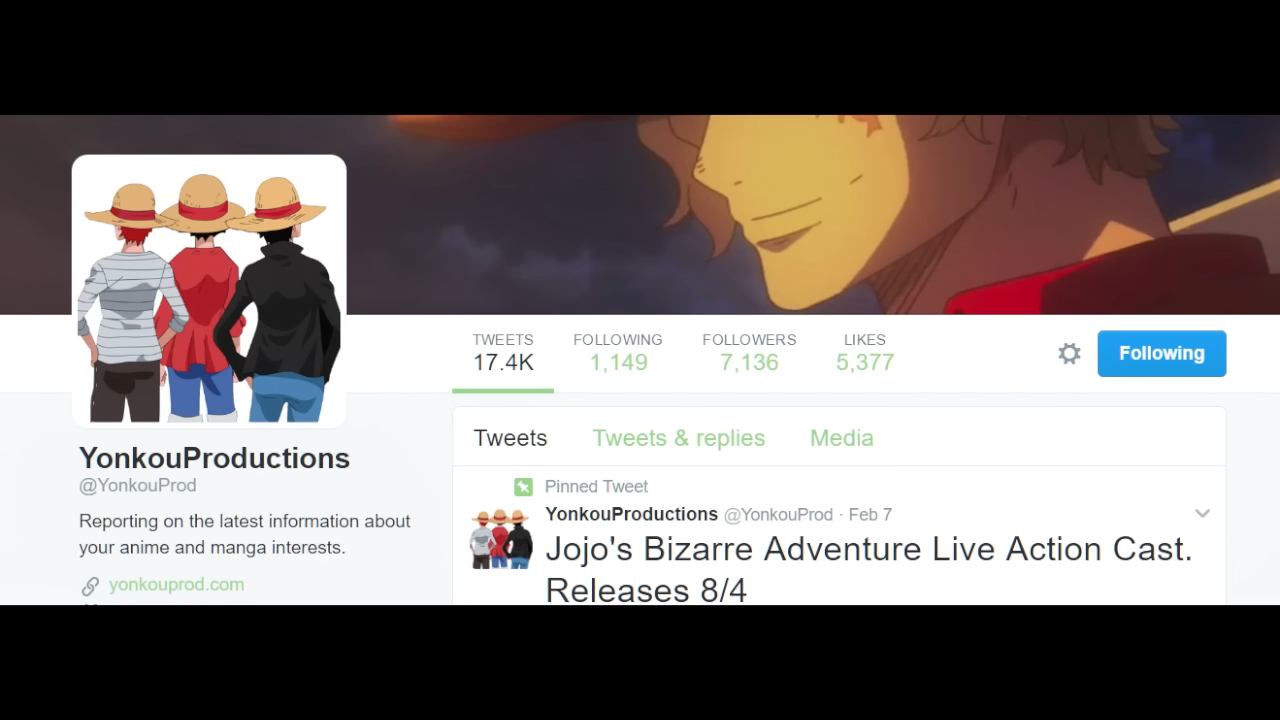 TWEETS FOLLOWING FOLLOWERS LIKES
17.4K 1,149 7,136 5,377
Following
YonkouProductions
@YonkouProd
Reporting on the latest information about
your anime and manga interests.
yonkouprod.com
Tweets Tweets & replies Media
Pinned Tweet
YonkouProductions @YonkouProd · Feb 7
Jojo's Bizarre Adventure Live Action Cast.
Releases 8/4